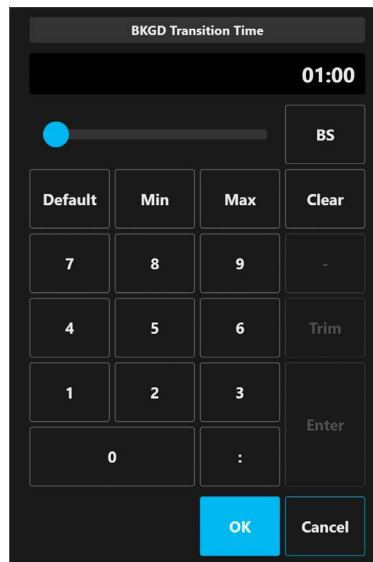 BKGD Transition Time
01:00
BS
Default Min Max Clear
7 8 9 -
4 5 6 Trim
1 2 3
Enter
0 :
OK Cancel